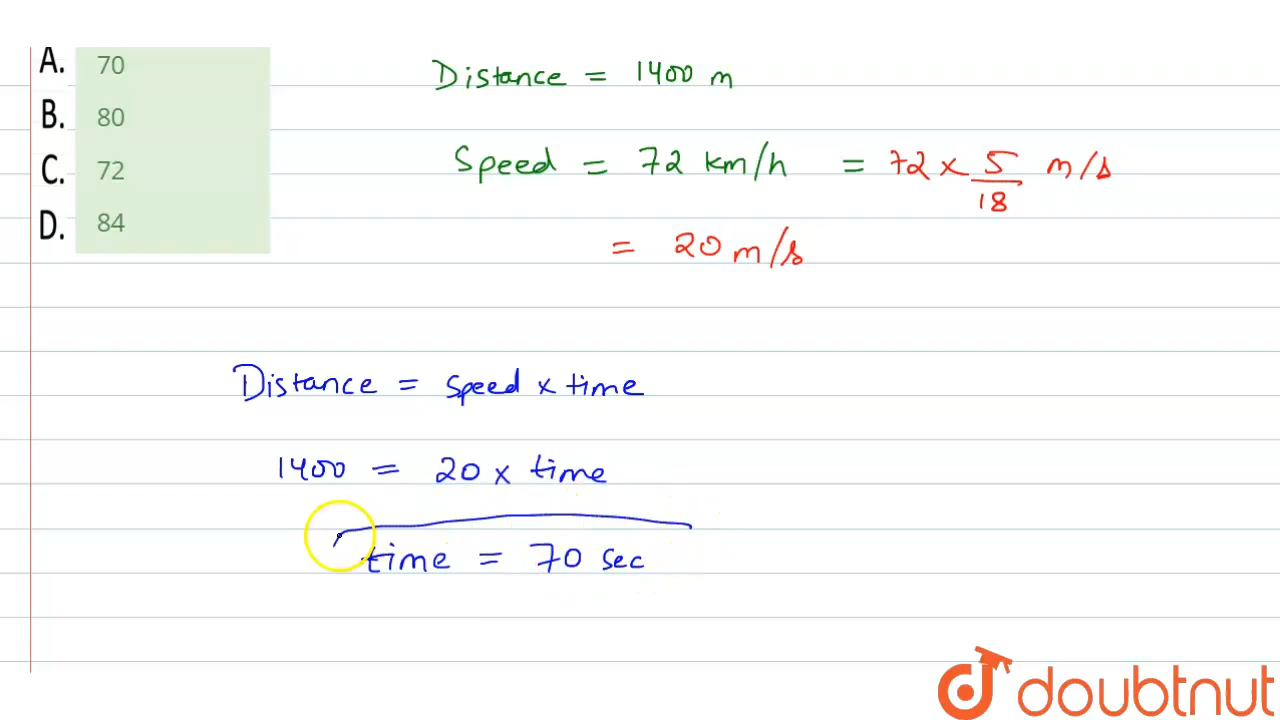 A. 70
B. 80
C. 72
D. 84
Distance = 1400 m
Speed = 72 km/h = 72 × 5/18 m/s
= 20 m/s
Distance = speed × time
1400 = 20 × time
time = 70 sec
doubtnut